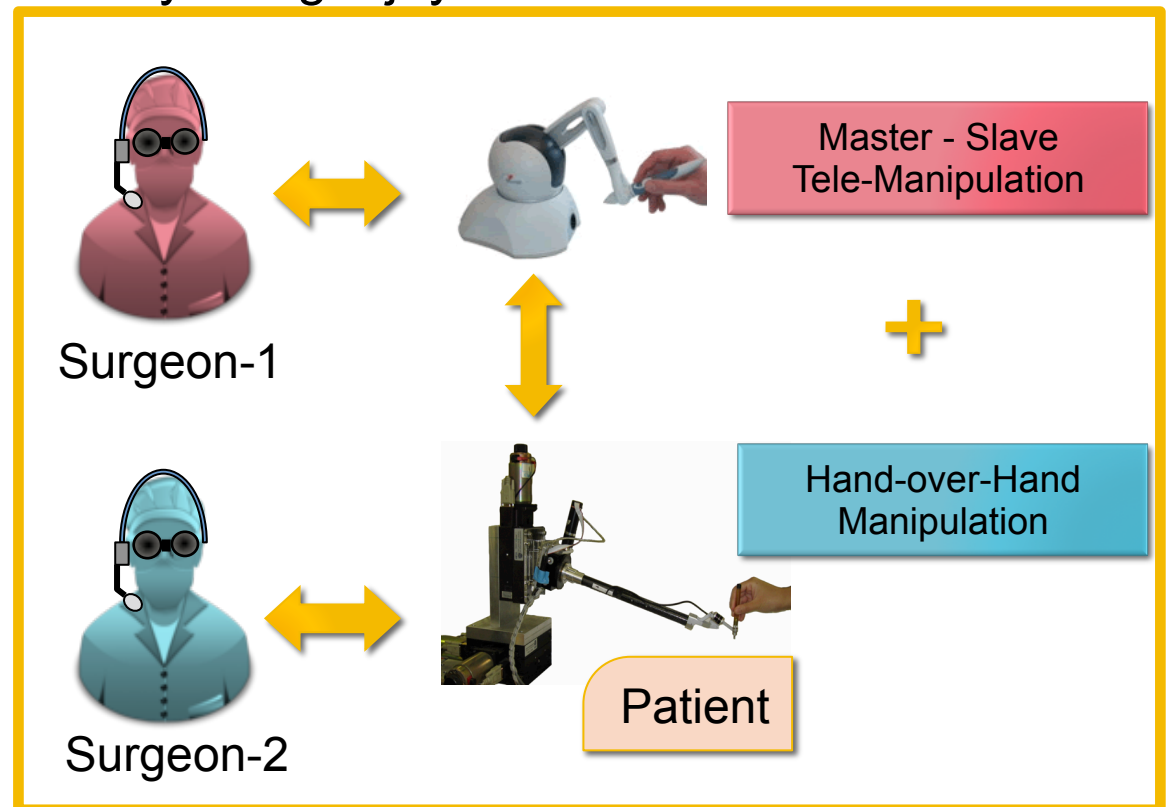 Master - Slave
Tele-Manipulation
Surgeon-1
+
Hand-over-Hand
Manipulation
Patient
Surgeon-2